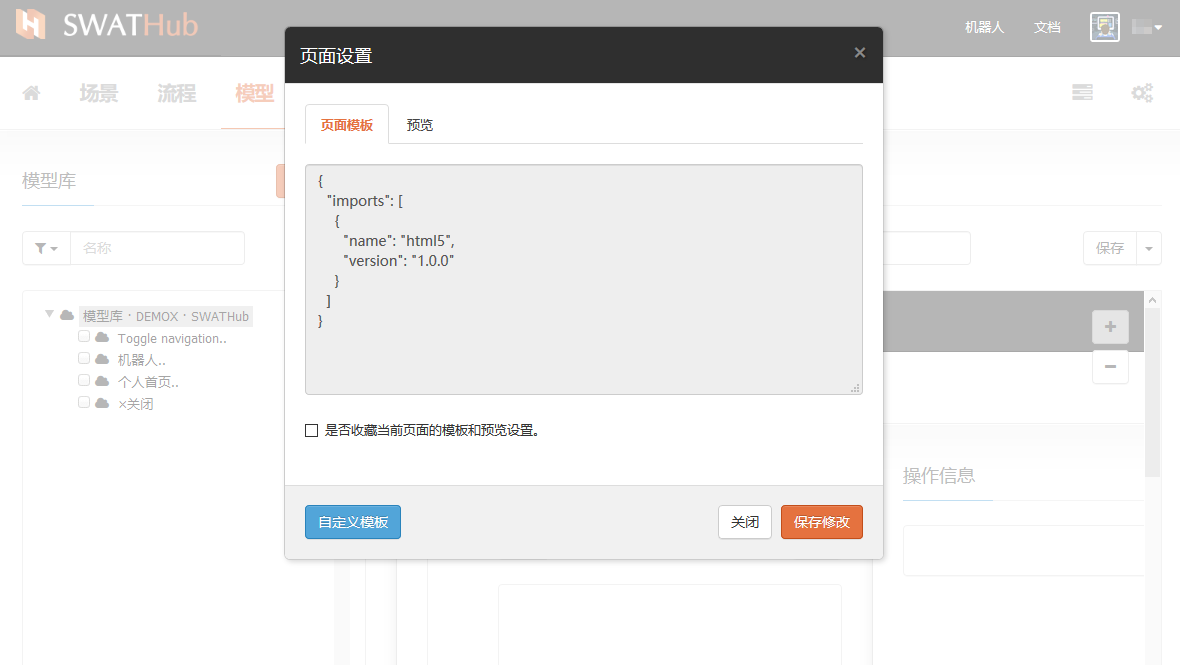 SWATHub
机器人
文档
场景
流程
模型
页面设置
×
页面模板
预览
{
"imports": [
{
"name": "html5",
"version": "1.0.0"
}
]
}
是否收藏当前页面的模板和预览设置。
自定义模板
关闭
保存修改
模型库
名称
保存
模型库・DEMOX・SWATHub
Toggle navigation..
机器人..
个人首页..
×关闭
操作信息